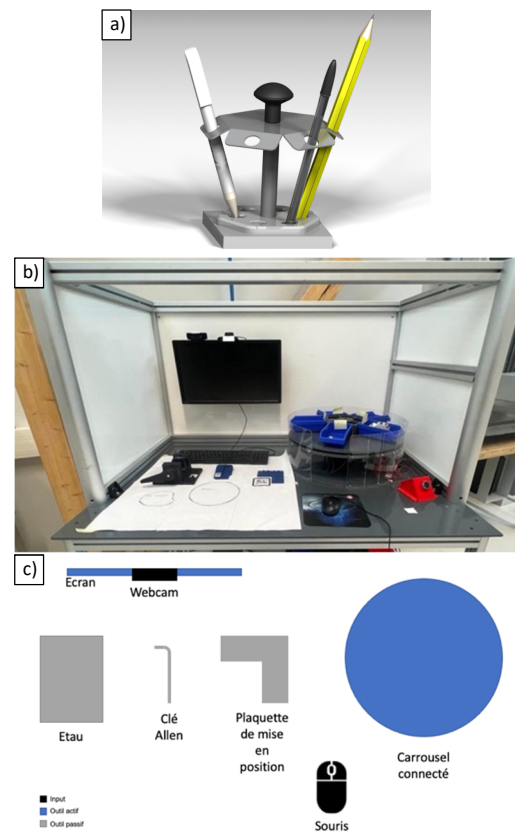 a)
b)
c)
Ecran
Webcam
Etau
Clé
Allen
Plaquette
de mise
en
position
Carrousel
connecté
Souris
Input
Outil actif
Outil passif